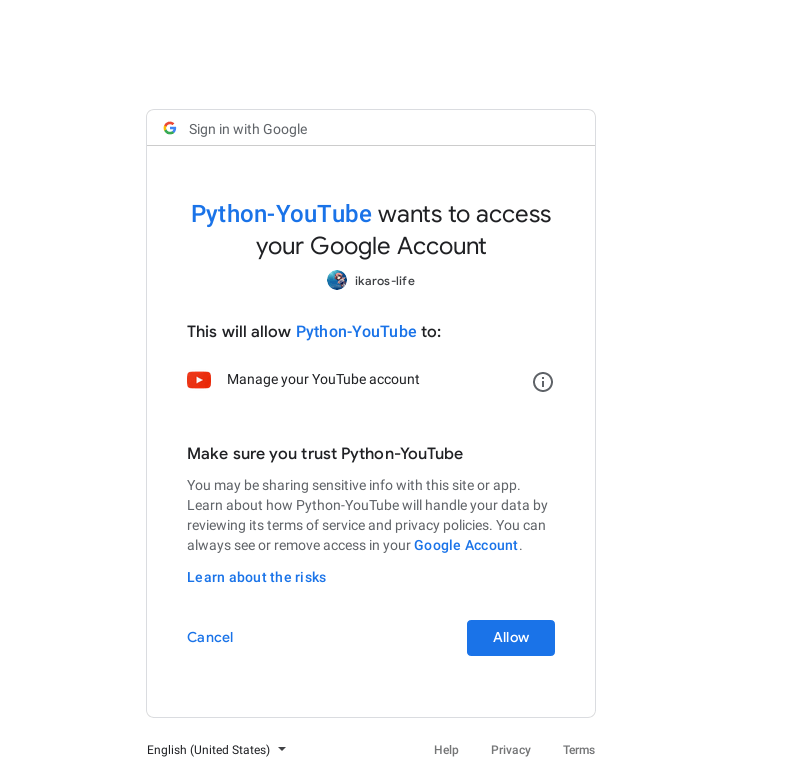 Sign in with Google
Python-YouTube wants to access
your Google Account
ikaros-life
This will allow Python-YouTube to:
Manage your YouTube account
Make sure you trust Python-YouTube
You may be sharing sensitive info with this site or app.
Learn about how Python-YouTube will handle your data by
reviewing its terms of service and privacy policies. You can
always see or remove access in your Google Account.
Learn about the risks
Cancel Allow
English (United States) Help Privacy Terms